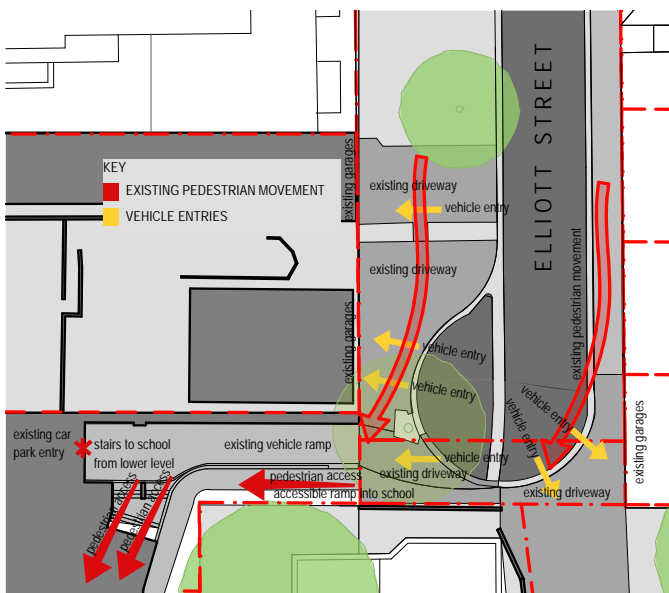 ELLIOTT STREET
KEY
EXISTING PEDESTRIAN MOVEMENT
VEHICLE ENTRIES
existing garages
existing driveway
vehicle entry
existing driveway
existing pedestrian movement
existing garages
vehicle entry
vehicle entry
vehicle entry
vehicle entry
existing garages
existing car
park entry
stairs to school
from lower level
existing vehicle ramp
vehicle entry
existing driveway
pedestrian access
accessible ramp into school
existing driveway
pedestrian access
pedestrian access